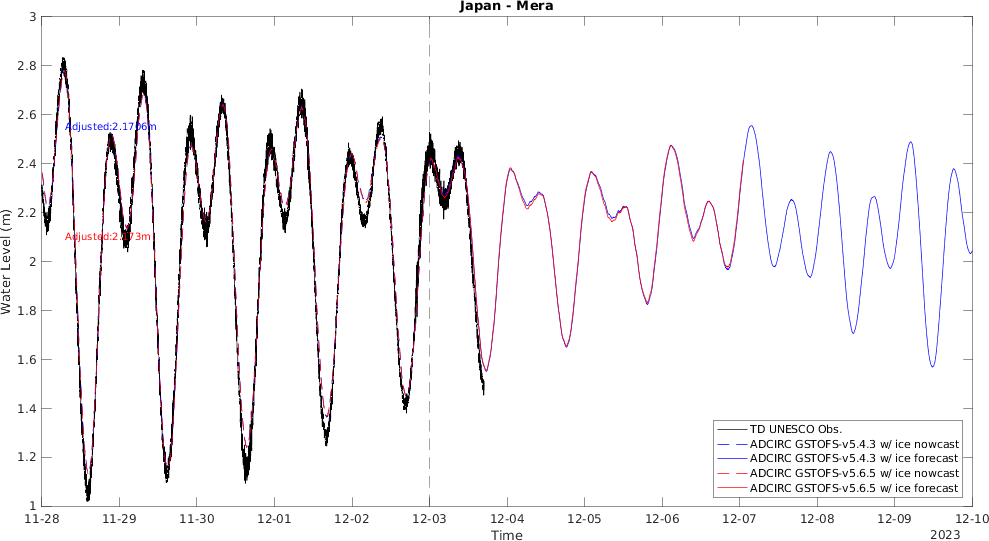 Japan - Mera
3
2.8
2.6
2.4
2.2
2
1.8
1.6
1.4
1.2
1
Water Level (m)
Adjusted:2.1706m
TD UNESCO Obs.
ADCIRC GSTOFS-v5.4.3 w/ ice nowcast
ADCIRC GSTOFS-v5.4.3 w/ ice forecast
ADCIRC GSTOFS-v5.6.5 w/ ice nowcast
ADCIRC GSTOFS-v5.6.5 w/ ice forecast
11-28 11-29 11-30 12-01 12-02 12-03 12-04 12-05 12-06 12-07 12-08 12-09 12-10
Time
2023